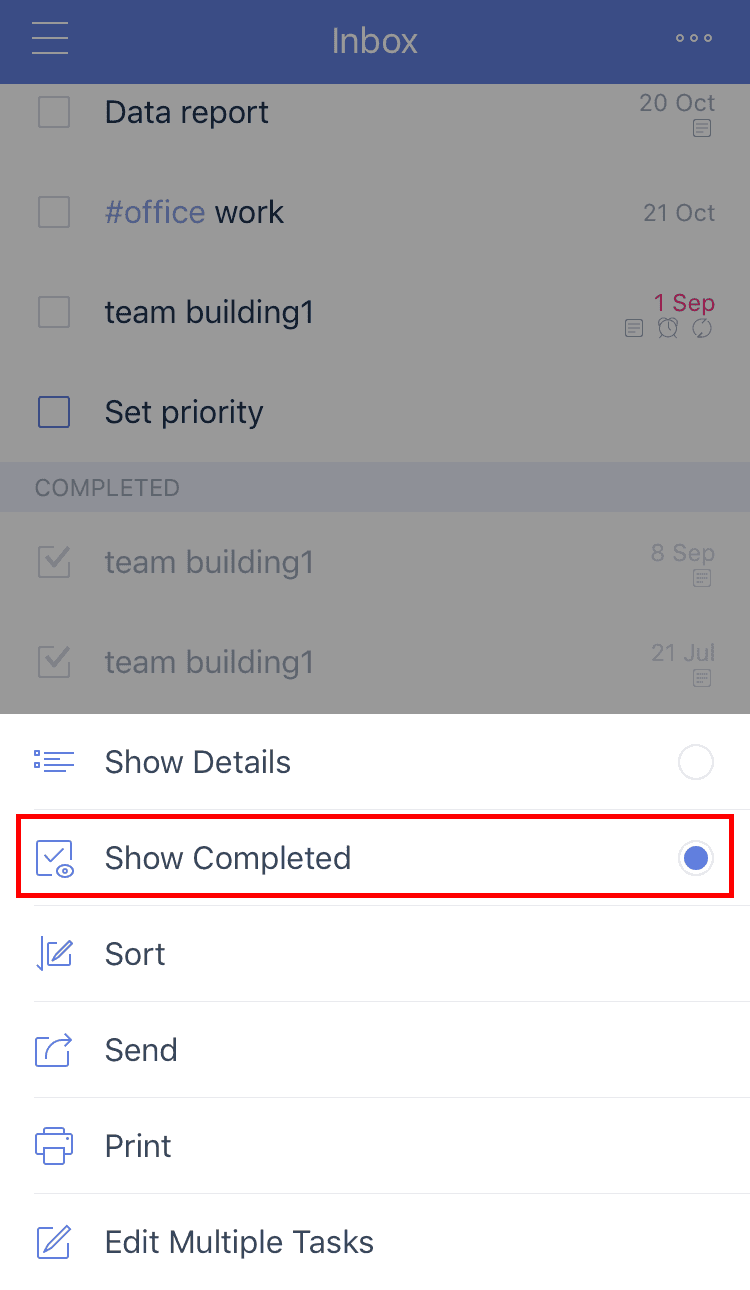 Inbox
Data report
20 Oct
#office work
21 Oct
team building1
1 Sep
Set priority
COMPLETED
team building1
8 Sep
team building1
21 Jul
Show Details
Show Completed
Sort
Send
Print
Edit Multiple Tasks